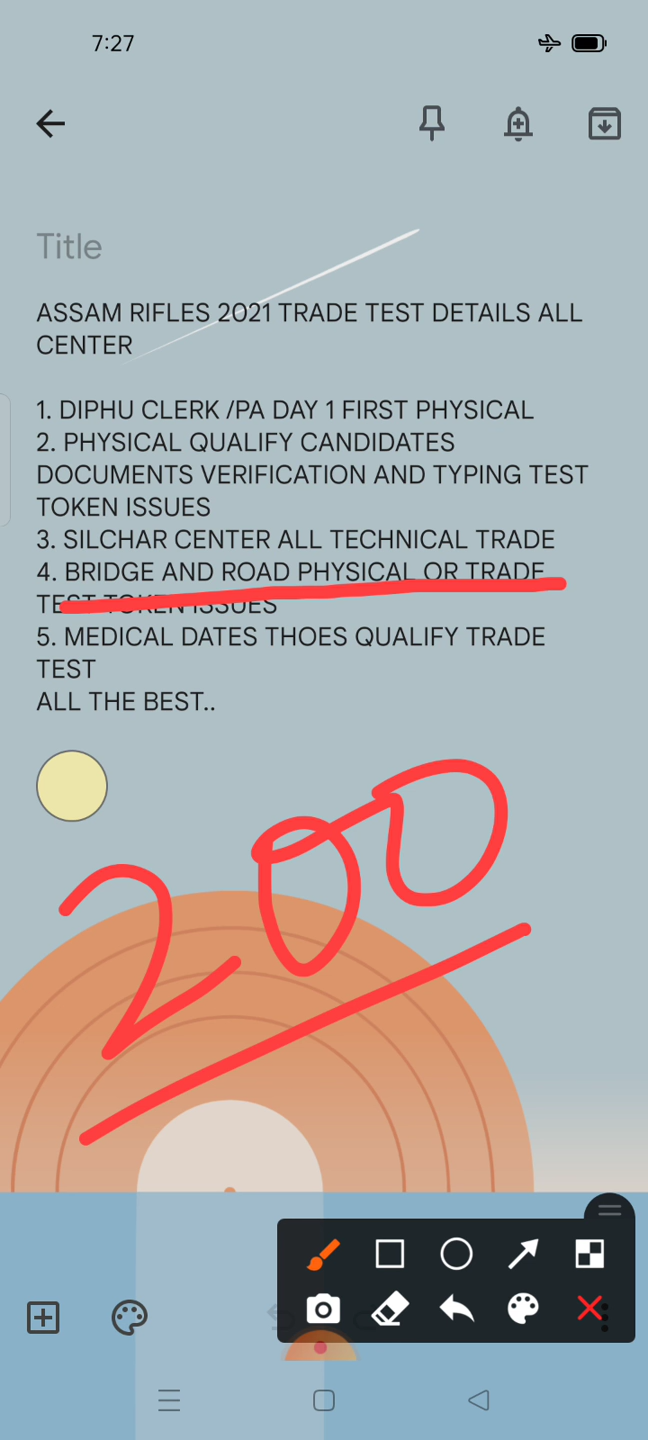 7:27
Title
ASSAM RIFLES 2021 TRADE TEST DETAILS ALL
CENTER
1. DIPHU CLERK /PA DAY 1 FIRST PHYSICAL
2. PHYSICAL QUALIFY CANDIDATES
DOCUMENTS VERIFICATION AND TYPING TEST
TOKEN ISSUES
3. SILCHAR CENTER ALL TECHNICAL TRADE
4. BRIDGE AND ROAD PHYSICAL OR TRADE
TEST TOKEN ISSUES
5. MEDICAL DATES THOES QUALIFY TRADE
TEST
ALL THE BEST..
200